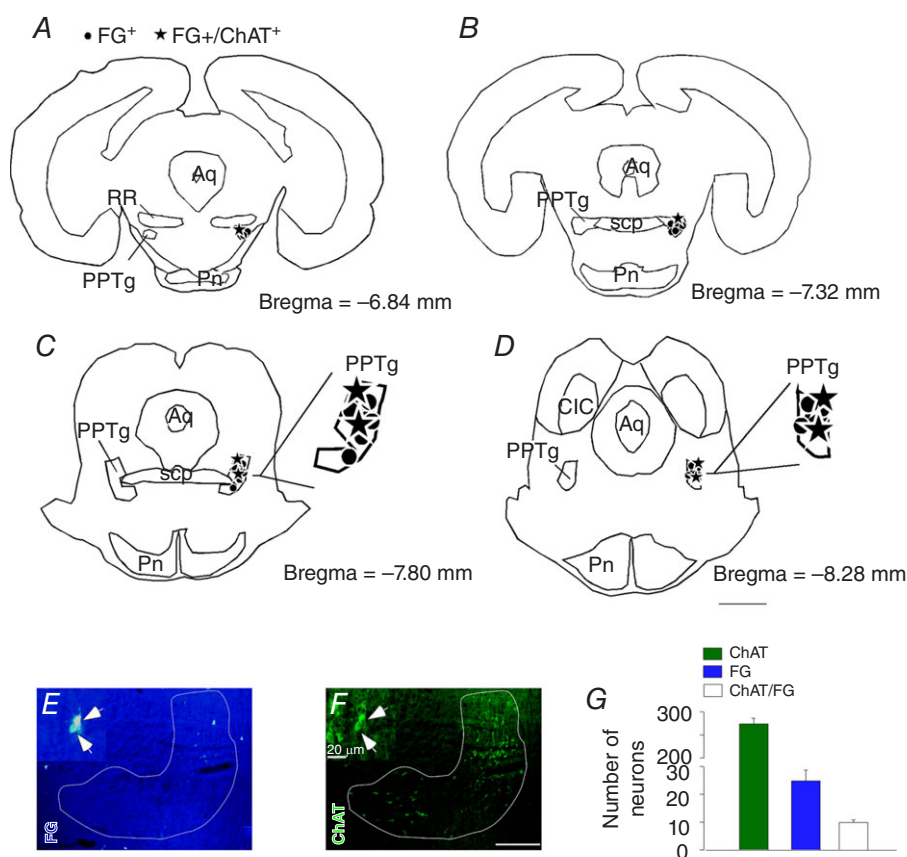 A
• FG⁺ ★ FG+/ChAT⁺
Aq
RR
PPTg
Pn
Bregma = –6.84 mm
B
Aq
PPTg
scp
Pn
Bregma = –7.32 mm
C
PPTg
PPTg
Aq
scp
Pn
Bregma = –7.80 mm
D
PPTg
CIC
Aq
PPTg
Pn
Bregma = –8.28 mm
E
FG
F
20 µm
ChAT
ChAT
FG
ChAT/FG
G
Number of
neurons
300
200
30
20
10
0